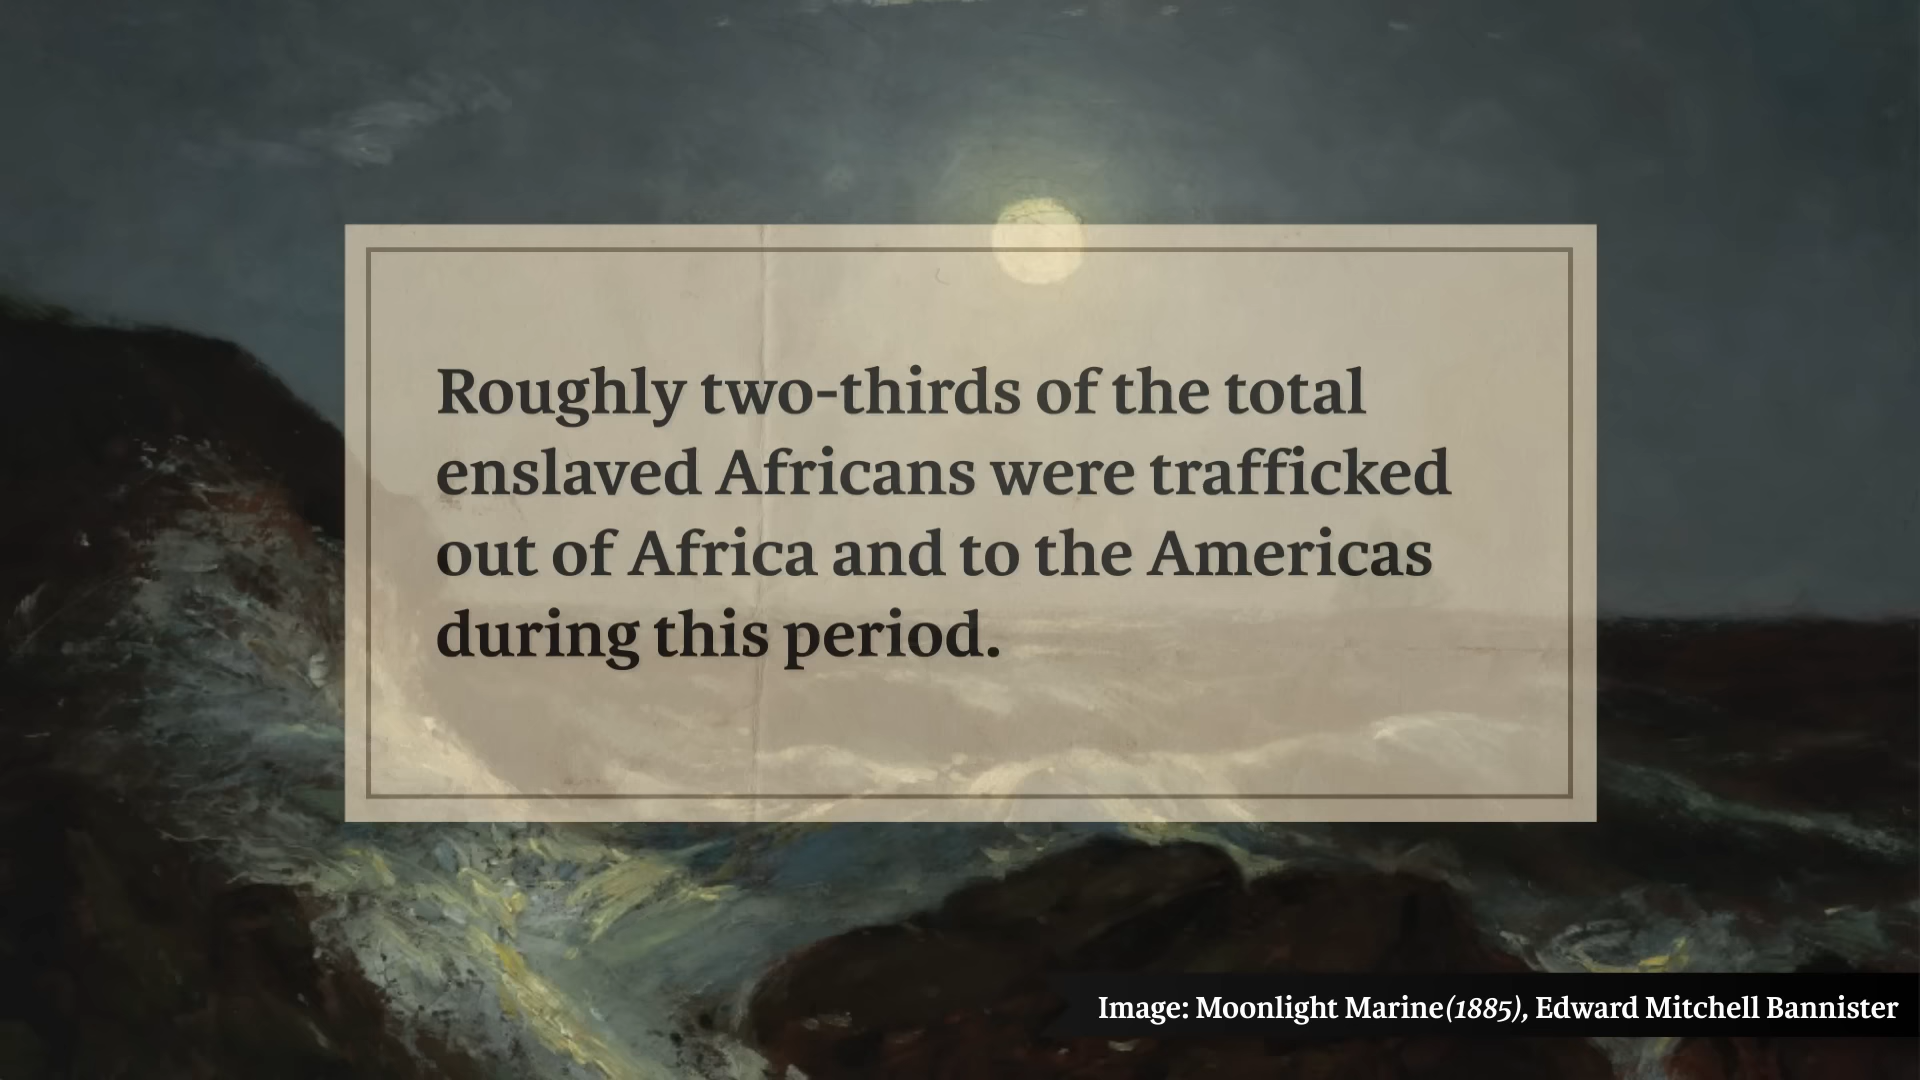 Roughly two-thirds of the total
enslaved Africans were trafficked
out of Africa and to the Americas
during this period.
Image: Moonlight Marine(1885), Edward Mitchell Bannister